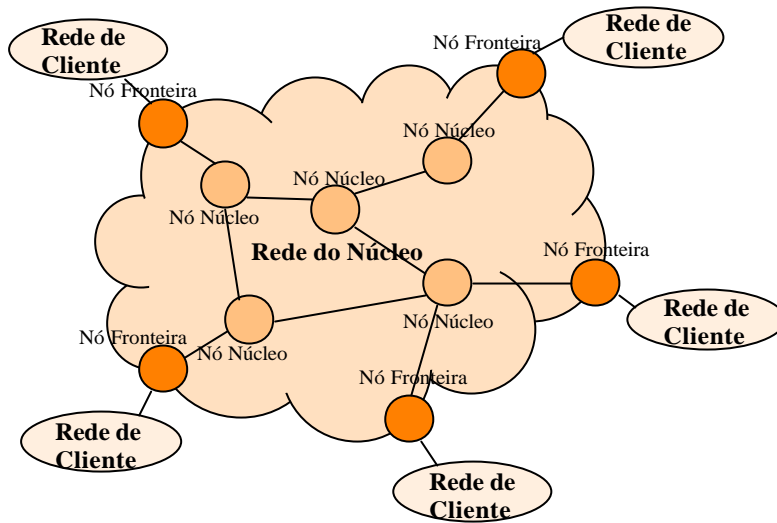 Rede de
Cliente
Nó Fronteira
Rede de
Cliente
Nó Fronteira
Nó Núcleo
Nó Núcleo
Nó Núcleo
Rede do Núcleo
Nó Fronteira
Rede de
Cliente
Nó Núcleo
Nó Fronteira
Nó Núcleo
Nó Fronteira
Rede de
Cliente
Rede de
Cliente